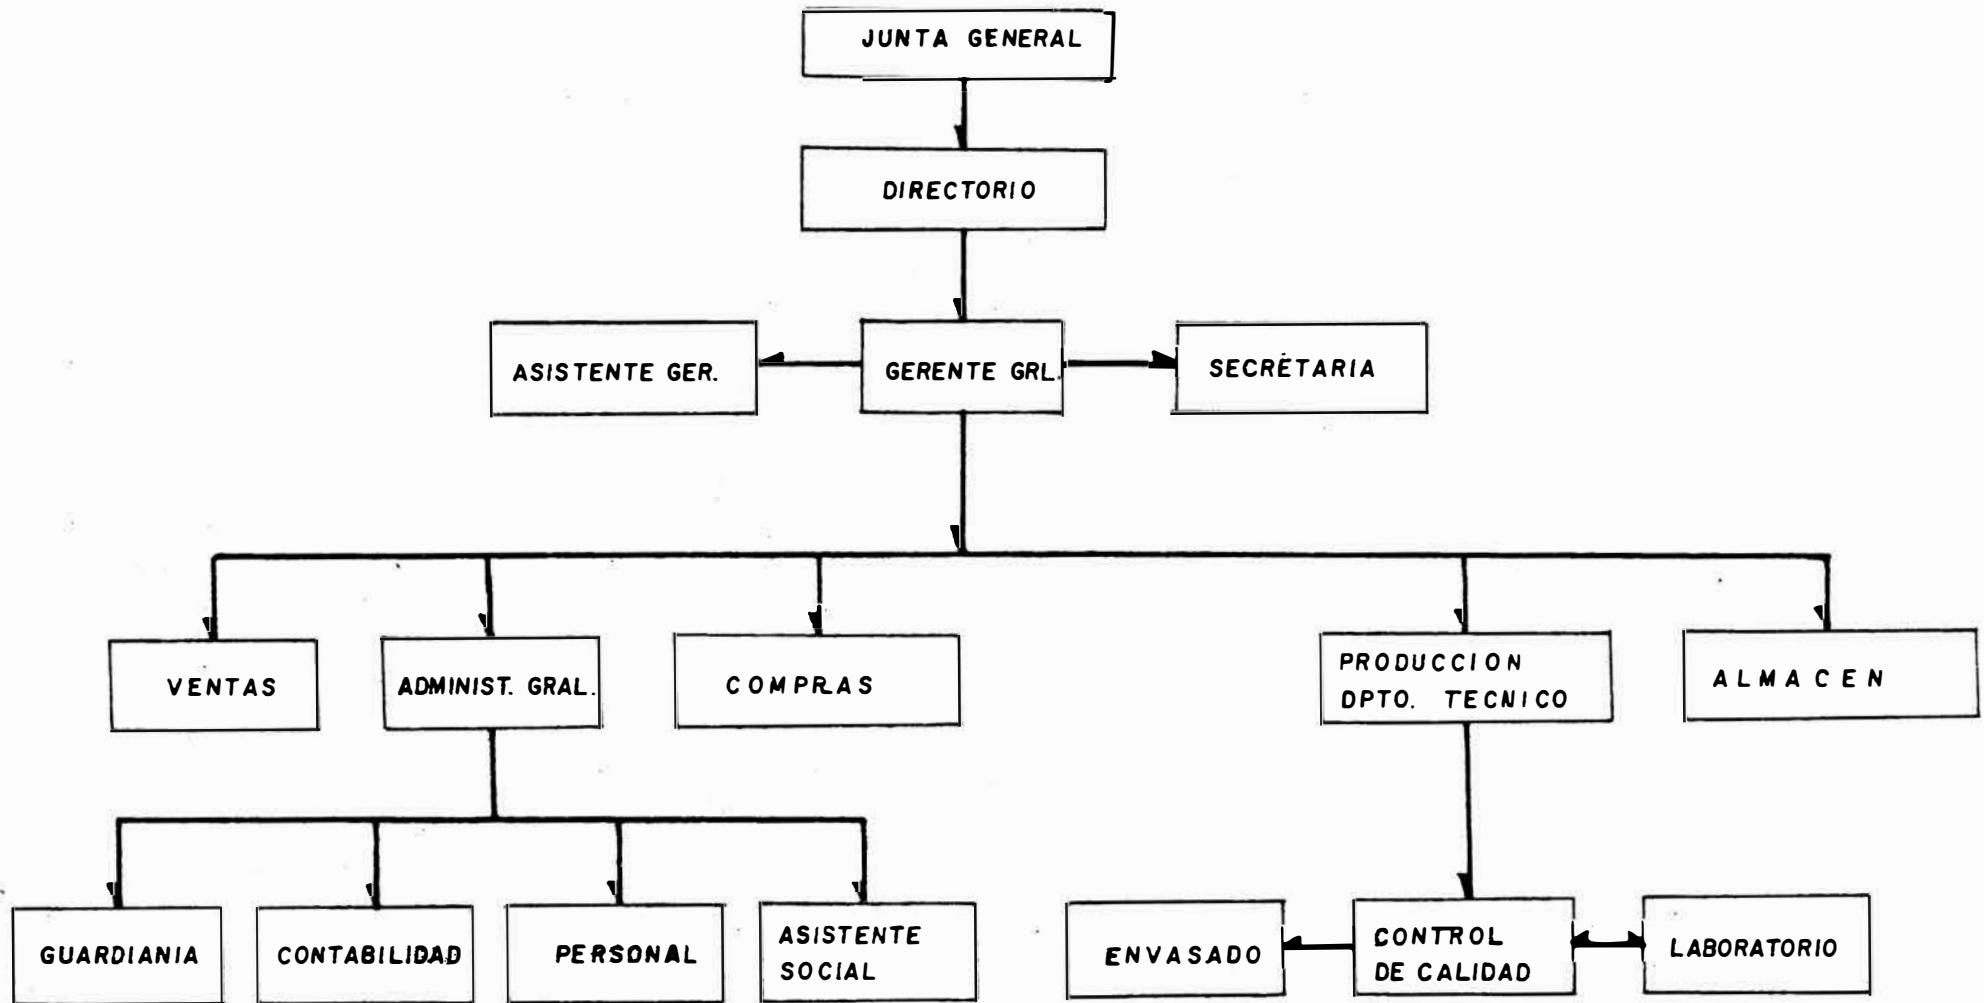 JUNTA GENERAL
DIRECTORIO
ASISTENTE GER.
GERENTE GRL.
SECRÉTARIA
VENTAS
ADMINIST. GRAL.
COMPRAS
PRODUCCION
DPTO. TECNICO
ALMACEN
GUARDIANIA
CONTABILIDAD
PERSONAL
ASISTENTE
SOCIAL
ENVASADO
CONTROL
DE CALIDAD
LABORATORIO